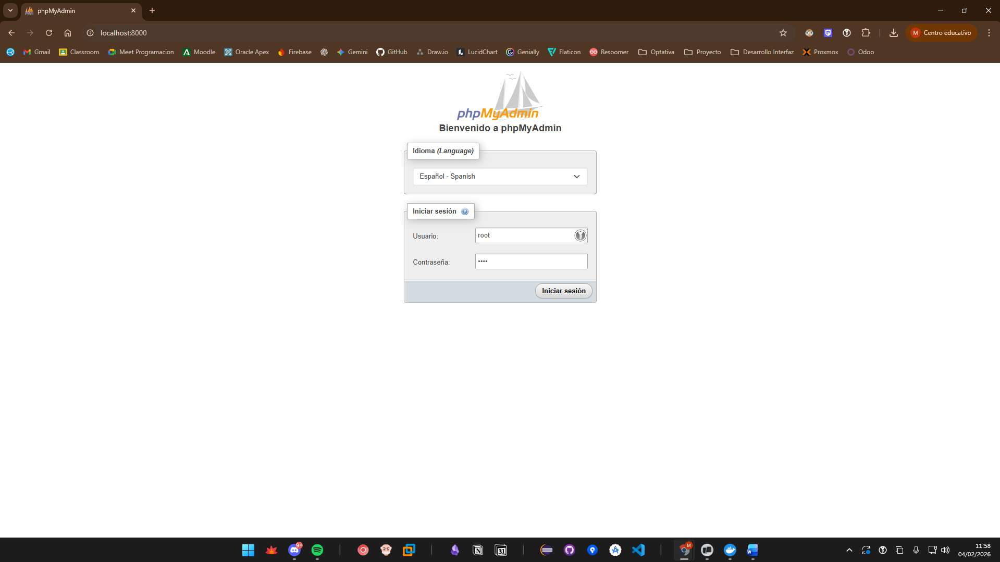 phpMyAdmin
localhost:8000
M
Centro educativo
Gmail
Classroom
Meet Programacion
Moodle
Oracle Apex
Firebase
Gemini
GitHub
Draw.io
LucidChart
Genially
Flaticon
Resoomer
Optativa
Proyecto
Desarrollo Interfaz
Proxmox
Odoo
phpMyAdmin
Bienvenido a phpMyAdmin
Idioma (Language)
Español - Spanish
Iniciar sesión
Usuario:
root
Contraseña:
••••
Iniciar sesión
9+
31
M
11:58
04/02/2026